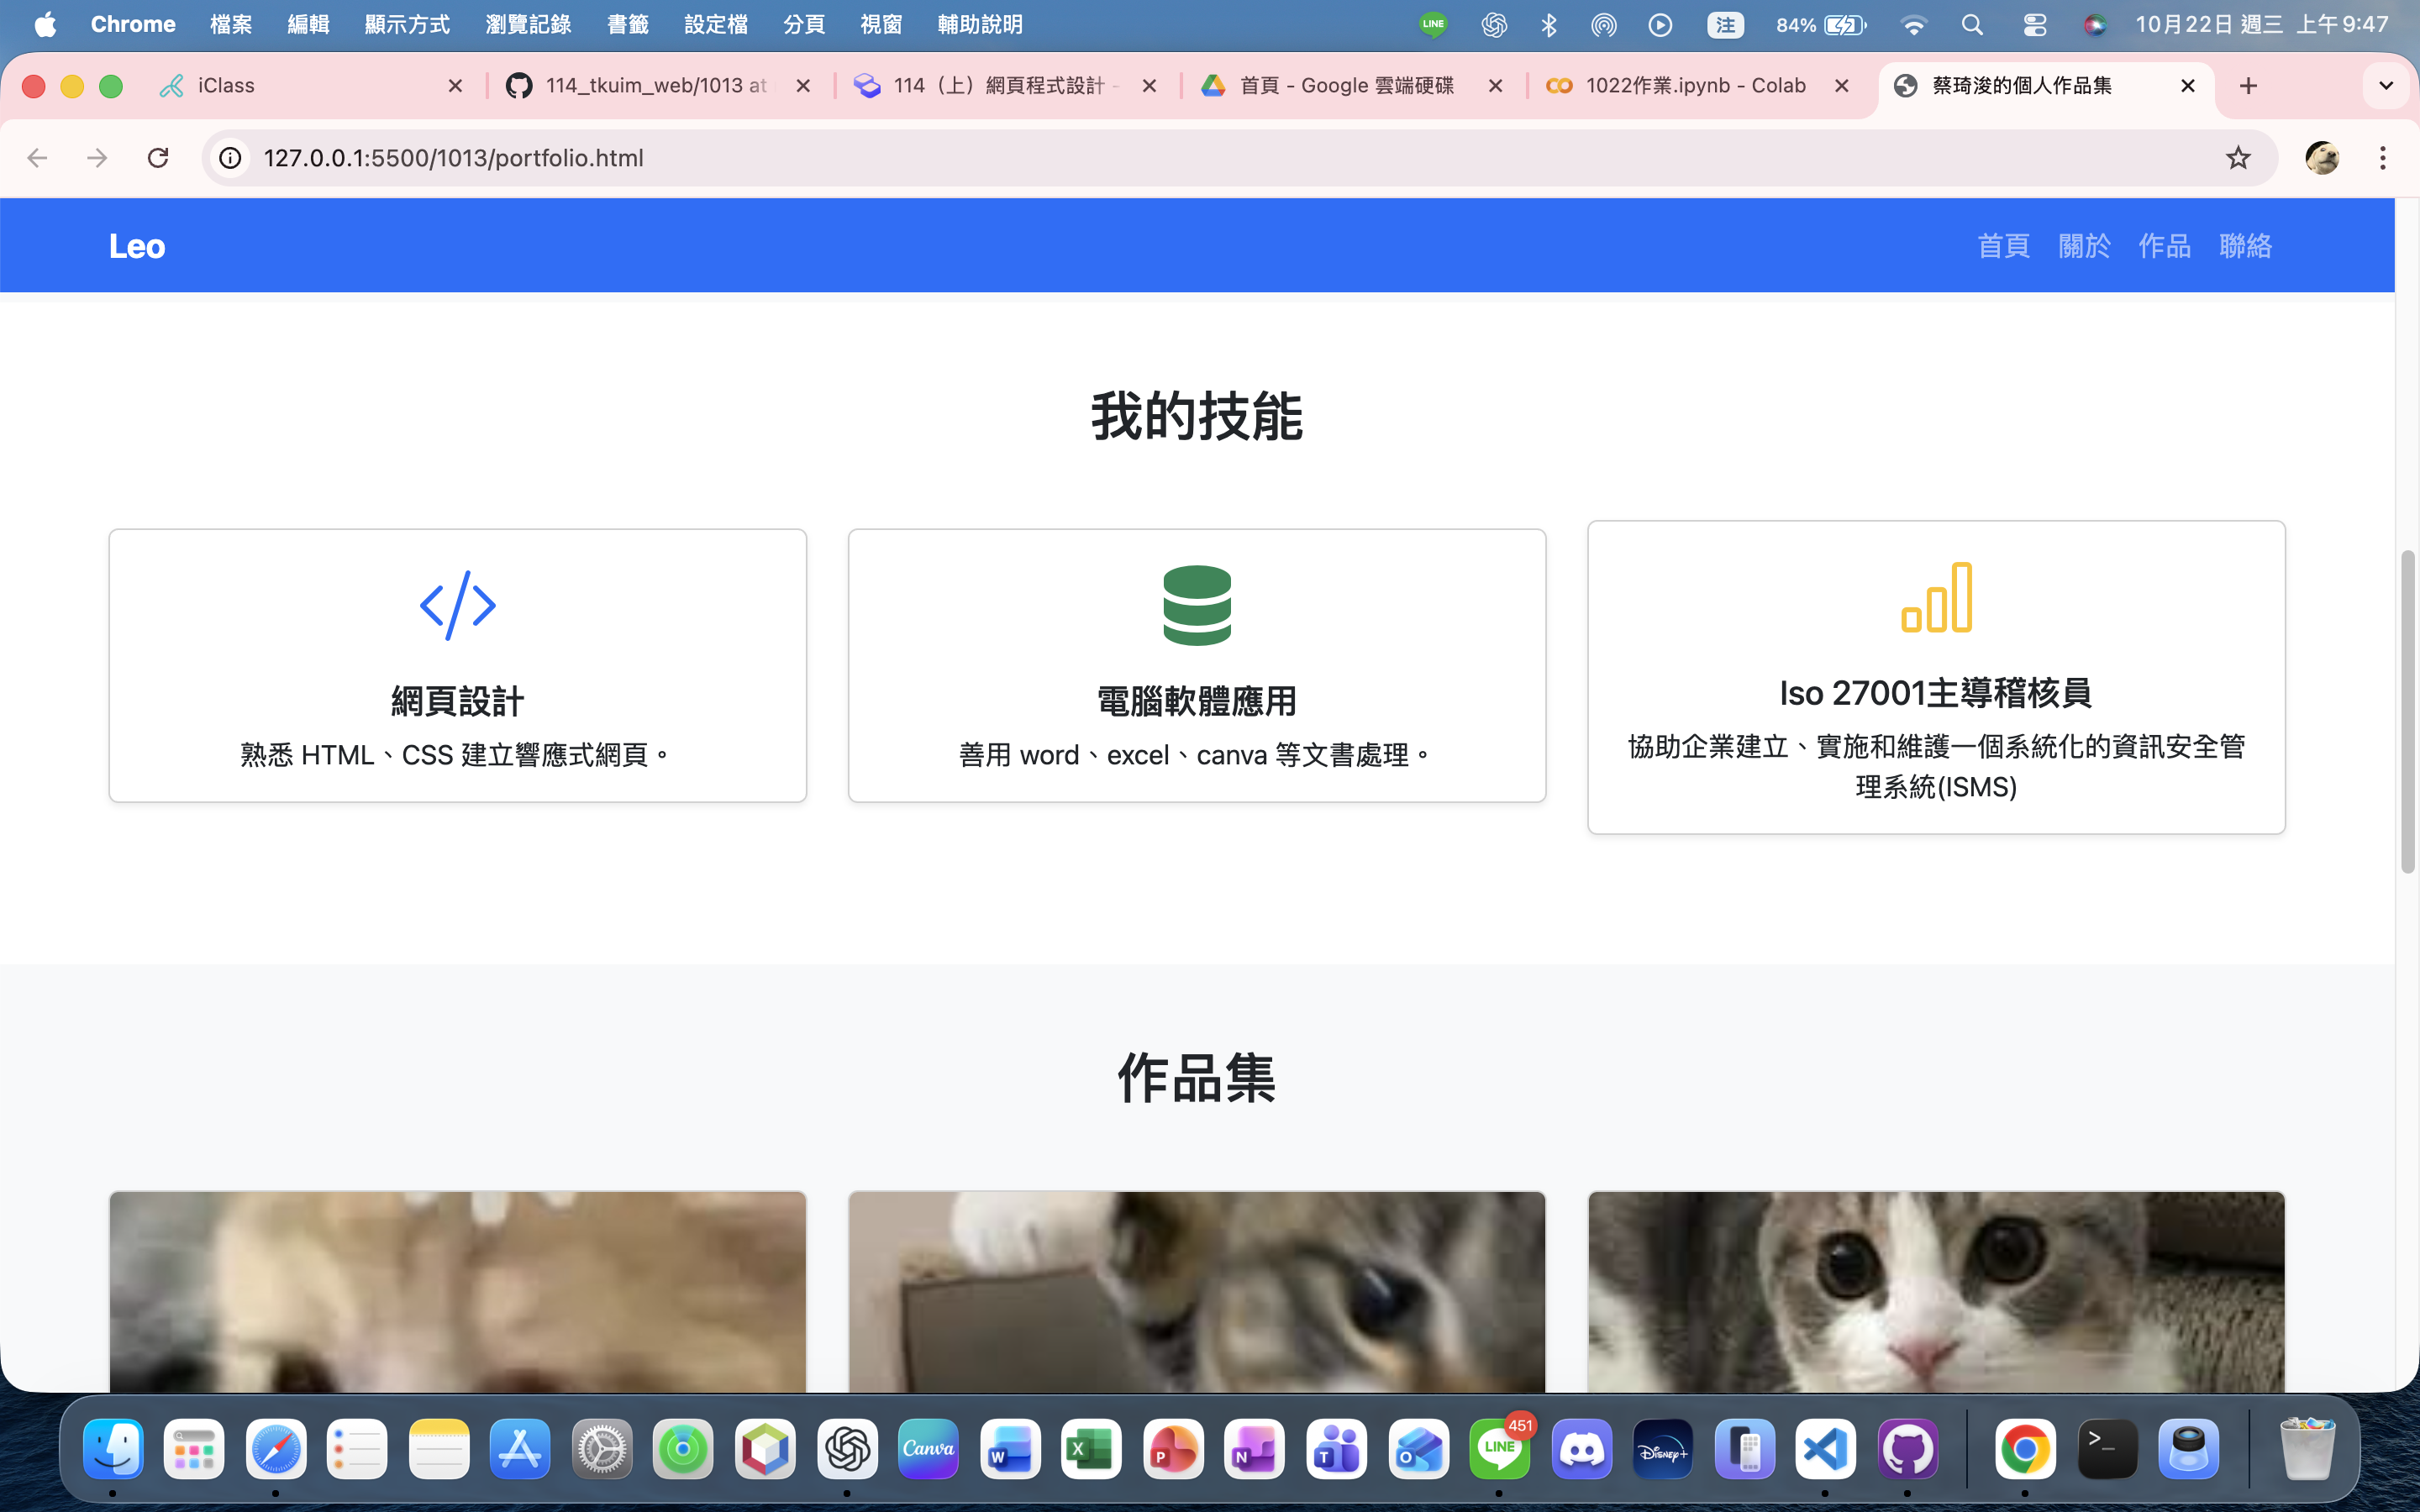 Chrome 檔案 編輯 顯示方式 瀏覽記錄 書籤 設定檔 分頁 視窗 輔助說明 LINE 注 84% 10月22日 週三 上午9:47
iClass 114_tkuim_web/1013 at 114（上）網頁程式設計 - 首頁 - Google 雲端硬碟 1022作業.ipynb - Colab 蔡琦浚的個人作品集
127.0.0.1:5500/1013/portfolio.html
Leo 首頁 關於 作品 聯絡
我的技能
網頁設計
熟悉 HTML、CSS 建立響應式網頁。
電腦軟體應用
善用 word、excel、canva 等文書處理。
Iso 27001主導稽核員
協助企業建立、實施和維護一個系統化的資訊安全管
理系統(ISMS)
作品集
Canva W X P N T O LINE 451 Disney+ >_